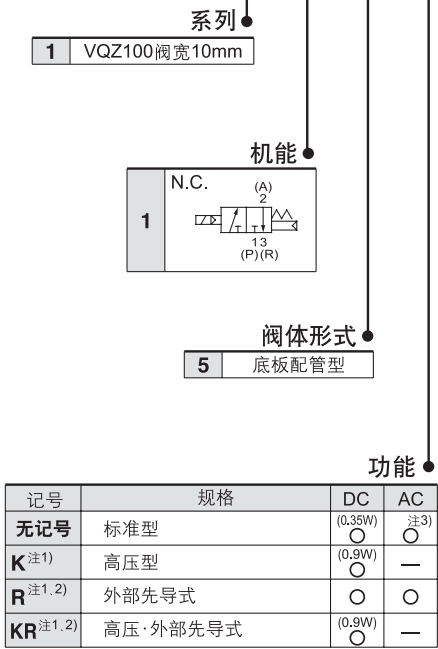 系列
1 VQZ100阀宽10mm
机能
N.C.
(A)
2
1
1 3
(P)(R)
阀体形式
5 底板配管型
功能
记号 规格 DC AC
无记号 标准型 (0.35W) ○ 注3) ○
K注1) 高压型 (0.9W) ○ —
R注1、2) 外部先导式 ○ ○
KR注1、2) 高压·外部先导式 (0.9W) ○ —